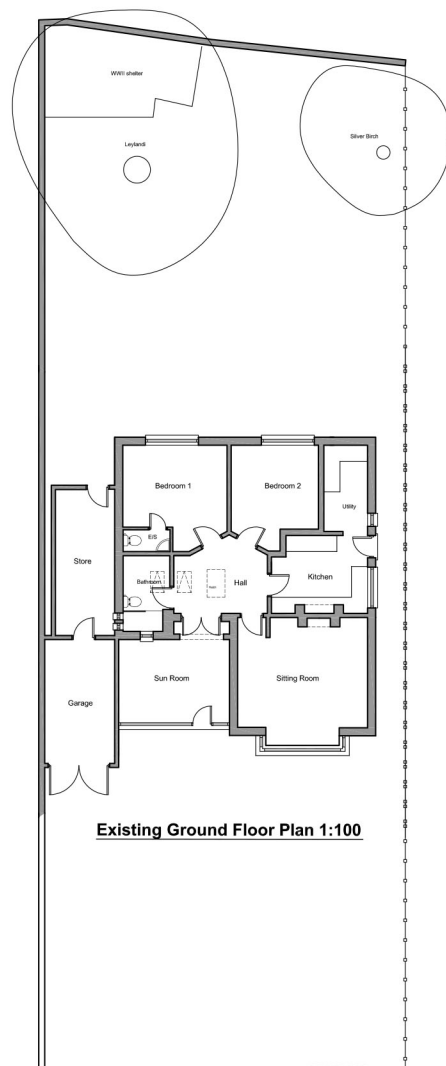 WWII shelter
Leylandi
Silver Birch
Bedroom 1
Bedroom 2
Utility
E/S
Store
Bathroom
Hall
Kitchen
Sun Room
Sitting Room
Garage
Existing Ground Floor Plan 1:100